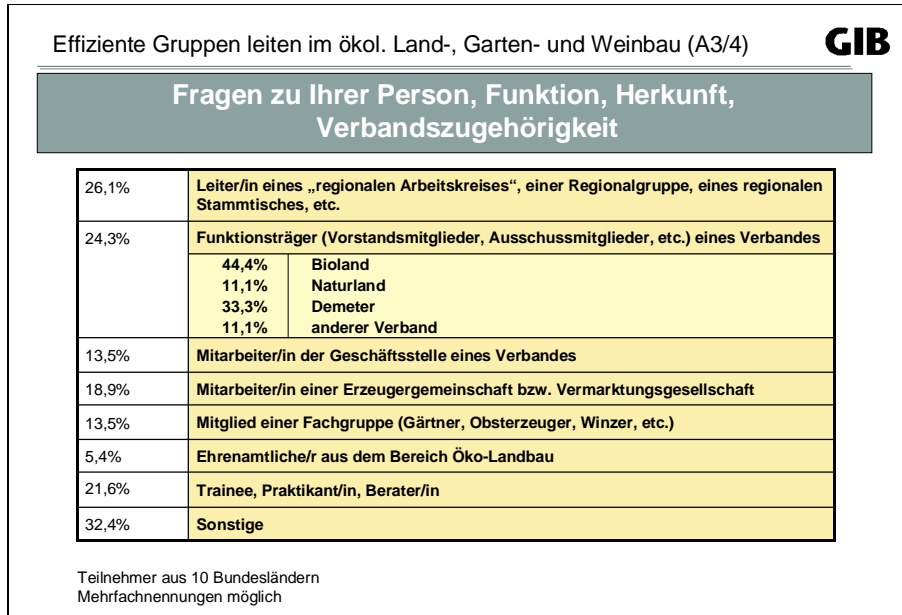 Effiziente Gruppen leiten im ökol. Land-, Garten- und Weinbau (A3/4)
GIB
Fragen zu Ihrer Person, Funktion, Herkunft,
Verbandszugehörigkeit
26,1% Leiter/in eines „regionalen Arbeitskreises“, einer Regionalgruppe, eines regionalen
Stammtisches, etc.
24,3% Funktionsträger (Vorstandsmitglieder, Ausschussmitglieder, etc.) eines Verbandes
44,4% Bioland
11,1% Naturland
33,3% Demeter
11,1% anderer Verband
13,5% Mitarbeiter/in der Geschäftsstelle eines Verbandes
18,9% Mitarbeiter/in einer Erzeugergemeinschaft bzw. Vermarktungsgesellschaft
13,5% Mitglied einer Fachgruppe (Gärtner, Obsterzeuger, Winzer, etc.)
5,4% Ehrenamtliche/r aus dem Bereich Öko-Landbau
21,6% Trainee, Praktikant/in, Berater/in
32,4% Sonstige
Teilnehmer aus 10 Bundesländern
Mehrfachnennungen möglich